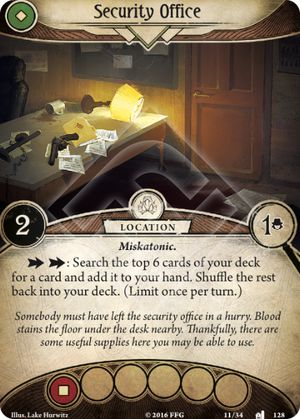 Security Office
2
LOCATION
1
Miskatonic.
: Search the top 6 cards of your deck
for a card and add it to your hand. Shuffle the rest
back into your deck. (Limit once per turn.)
Somebody must have left the security office in a hurry. Blood
stains the floor under the desk nearby. Thankfully, there are
some useful supplies here you may be able to use.
Illus. Lake Hurwitz
© 2016 FFG
11/34
128